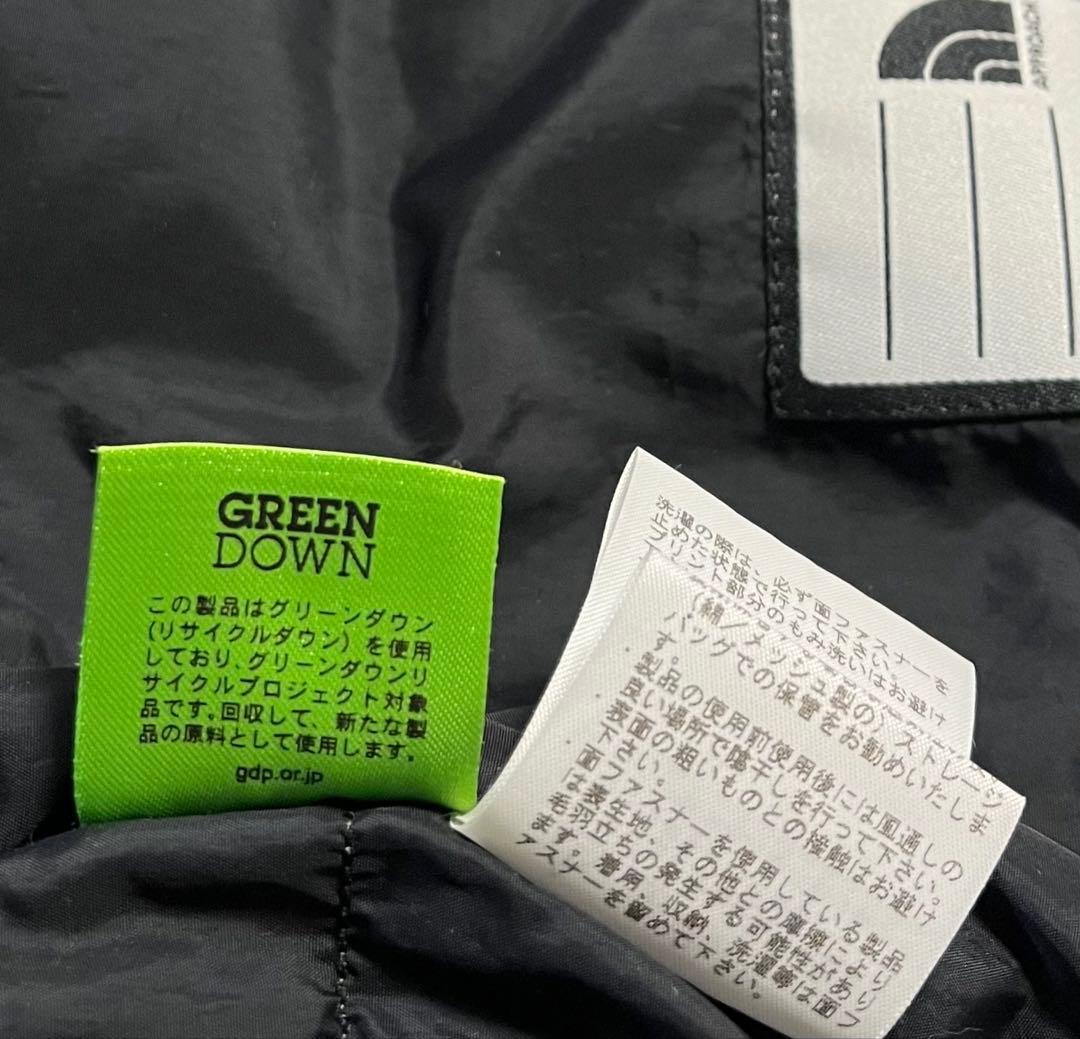 APPROACH
GREEN
DOWN
この製品はグリーンダウン
(リサイクルダウン)を使用
しており、グリーンダウンリ
サイクルプロジェクト対象
品です。回収して、新たな製
品の原料として使用します。
gdp.or.jp
洗濯の際は、必ず面ファスナーを
止めた状態で行って下さい。
プリント部分のもみ洗いはお避け
(綿/メッシュ製の)ストレージ
バッグでの保管をお勧めいたしま
す。
製品の使用前使用後には風通しの
良い場所で陰干しを行って下さい。
表面の粗いものとの接触はお避け
下さい。
面ファスナーを使用している製品
は表生地、その他との摩擦により
毛羽立ちの発生する可能性があり
ます。着用、収納、洗濯等は面フ
ァスナーを留めて下さい。